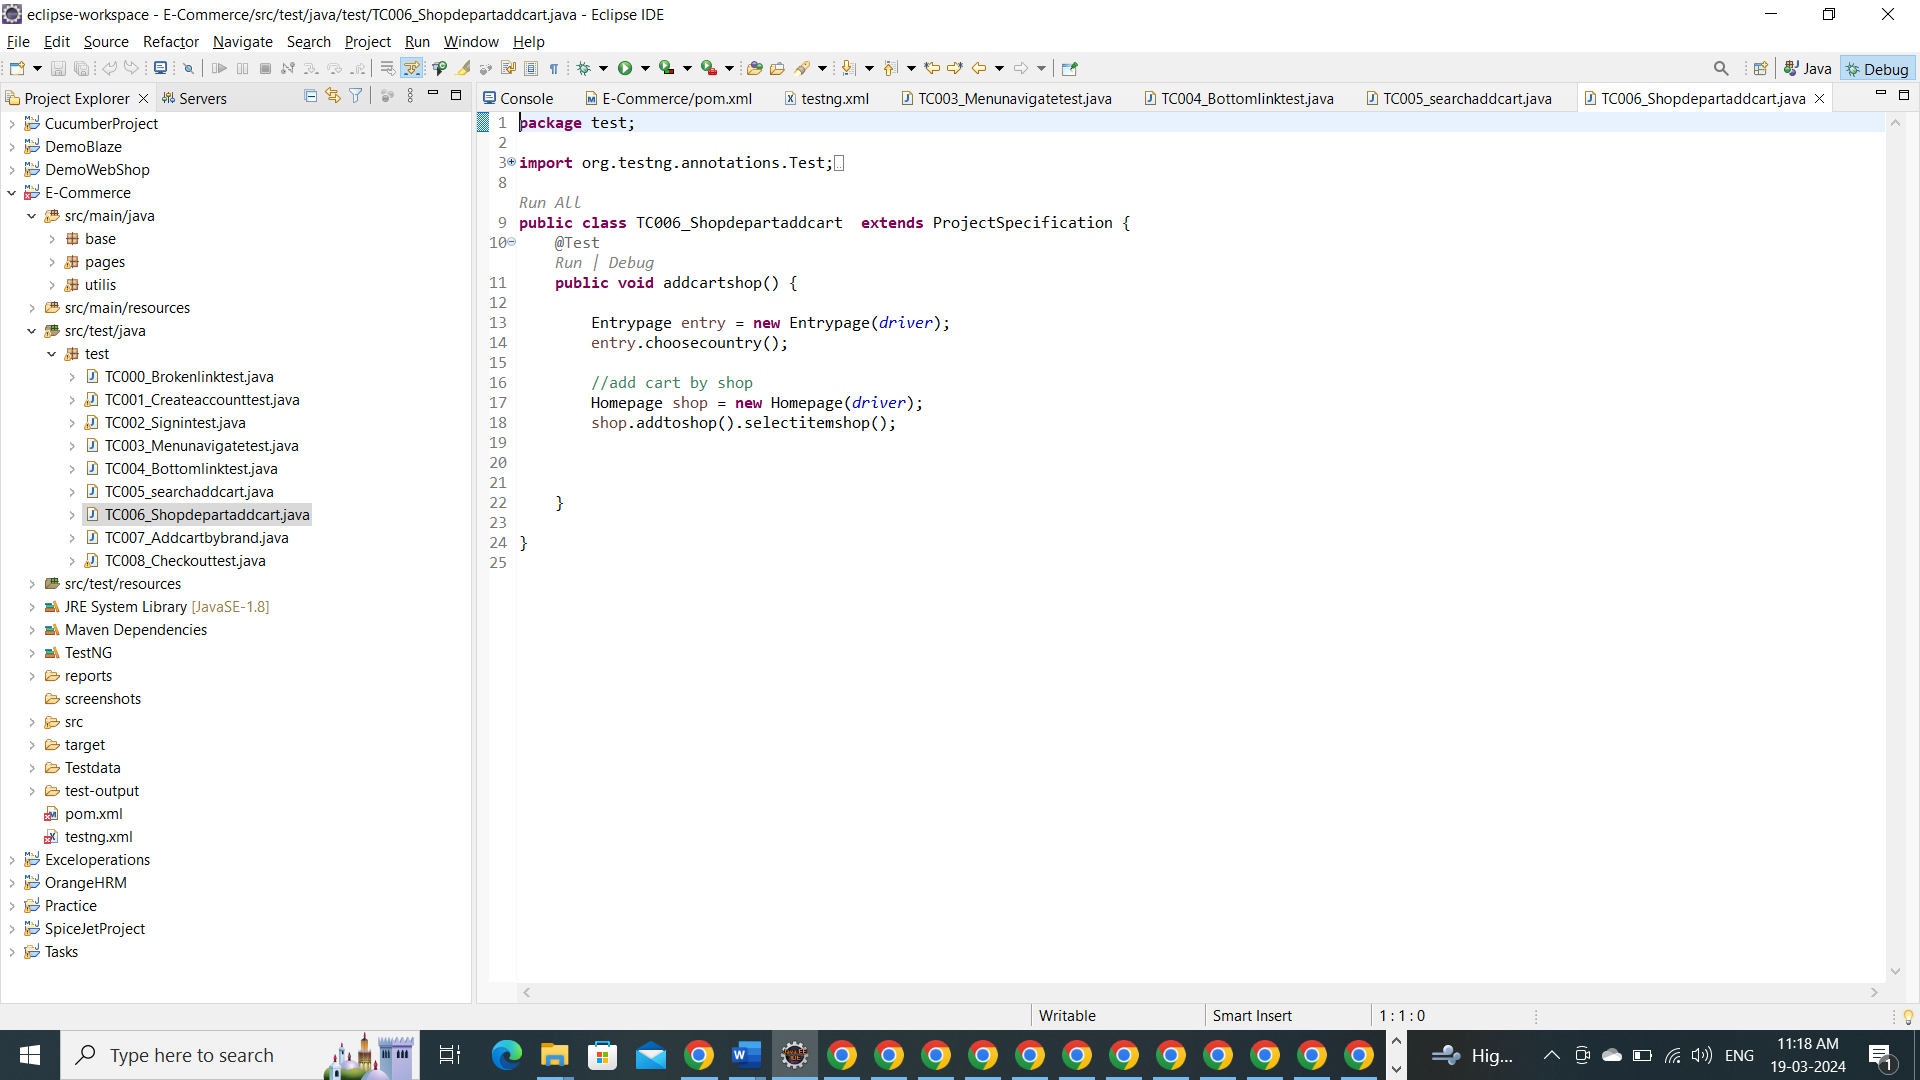 eclipse-workspace - E-Commerce/src/test/java/test/TC006_Shopdepartaddcart.java - Eclipse IDE
File Edit Source Refactor Navigate Search Project Run Window Help
Java Debug
Project Explorer Servers
Console E-Commerce/pom.xml testng.xml TC003_Menunavigatetest.java TC004_Bottomlinktest.java TC005_searchaddcart.java TC006_Shopdepartaddcart.java
CucumberProject
DemoBlaze
DemoWebShop
E-Commerce
src/main/java
base
pages
utilis
src/main/resources
src/test/java
test
TC000_Brokenlinktest.java
TC001_Createaccounttest.java
TC002_Signintest.java
TC003_Menunavigatetest.java
TC004_Bottomlinktest.java
TC005_searchaddcart.java
TC006_Shopdepartaddcart.java
TC007_Addcartbybrand.java
TC008_Checkouttest.java
src/test/resources
JRE System Library [JavaSE-1.8]
Maven Dependencies
TestNG
reports
screenshots
src
target
Testdata
test-output
pom.xml
testng.xml
Exceloperations
OrangeHRM
Practice
SpiceJetProject
Tasks
1 package test;
2
3 import org.testng.annotations.Test;
8
Run All
9 public class TC006_Shopdepartaddcart  extends ProjectSpecification {
10 @Test
Run | Debug
11 public void addcartshop() {
12
13 Entrypage entry = new Entrypage(driver);
14 entry.choosecountry();
15
16 //add cart by shop
17 Homepage shop = new Homepage(driver);
18 shop.addtoshop().selectitemshop();
19
20
21
22 }
23
24 }
25
Writable Smart Insert 1 : 1 : 0
Type here to search
Hig... ENG 11:18 AM
19-03-2024
1